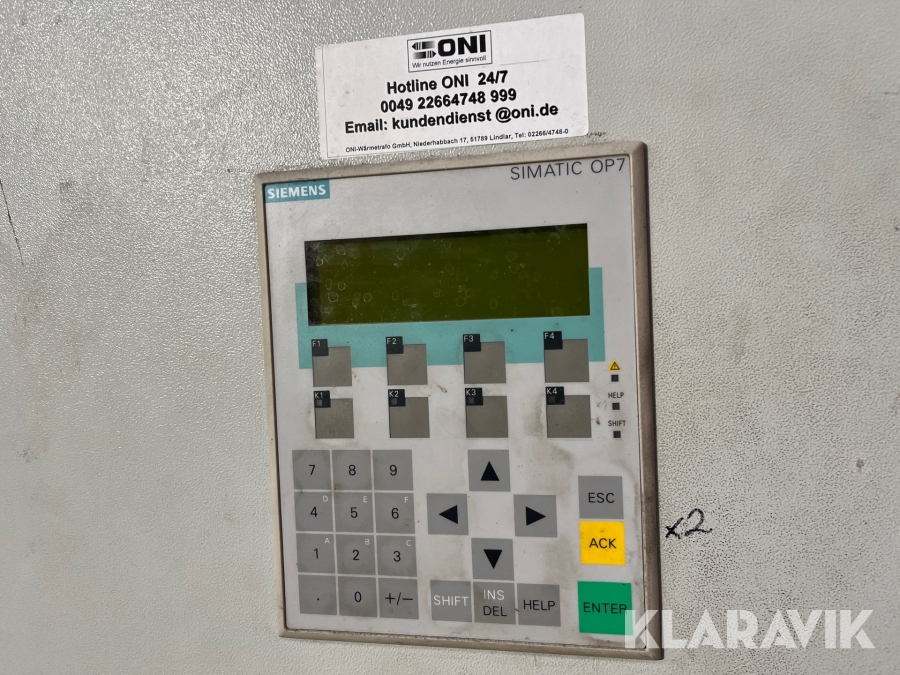 ONI
Wir nutzen Energie sinnvoll
Hotline ONI 24/7
0049 22664748 999
Email: kundendienst @oni.de
ONI-Wärmetrafo GmbH, Niederhabbach 17, 51789 Lindlar, Tel: 02266/4748-0
SIEMENS
SIMATIC OP7
F1 F2 F3 F4
K1 K2 K3 K4
HELP
SHIFT
7 8 9
D E F
4 5 6
A B C
1 2 3
. 0 +/−
ESC
ACK
SHIFT
INS
DEL
HELP
ENTER
x2
KLARAVIK